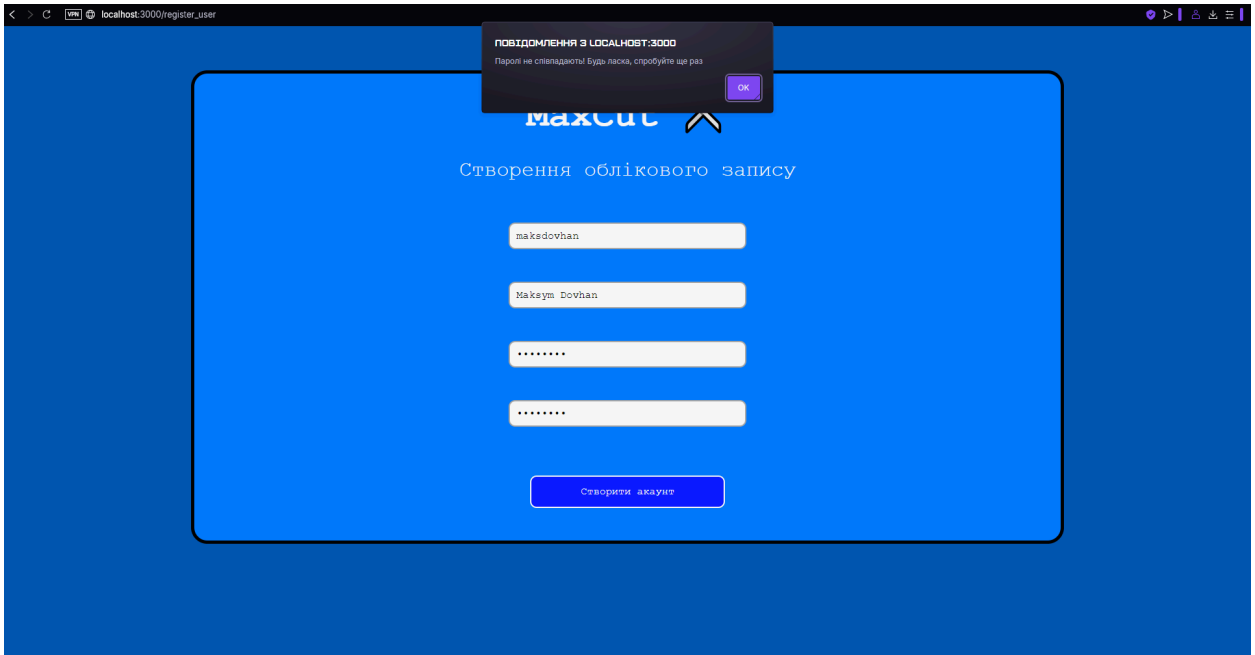 VPN localhost:3000/register_user
ПОВІДОМЛЕННЯ З LOCALHOST:3000
Паролі не співпадають! Будь ласка, спробуйте ще раз
OK
MaxCut
Створення облікового запису
maksdovhan
Maksym Dovhan
••••••••
••••••••
Створити акаунт